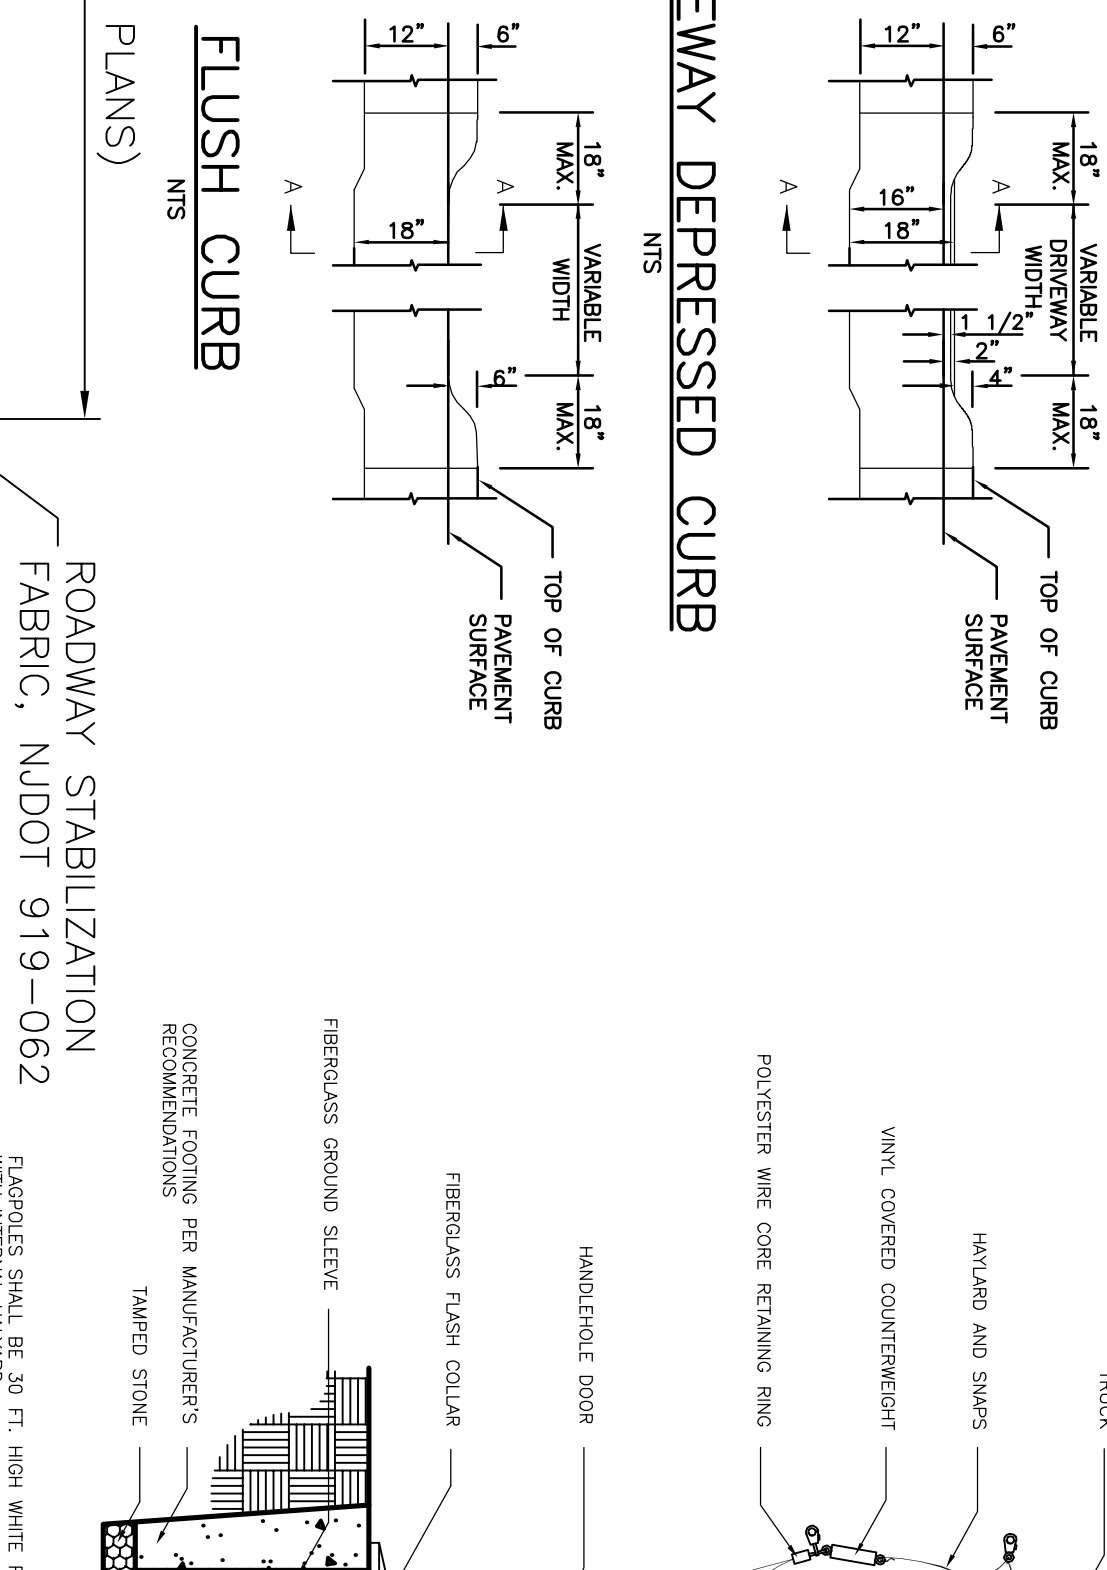 6"
12"
18"
MAX.
VARIABLE
DRIVEWAY
WIDTH
18"
MAX.
A
A
16"
18"
1 1/2"
2"
4"
TOP OF CURB
PAVEMENT
SURFACE
DEPRESSED CURB
NTS
6"
12"
18"
MAX.
VARIABLE
WIDTH
18"
MAX.
A
A
18"
6"
TOP OF CURB
PAVEMENT
SURFACE
FLUSH CURB
NTS
PLANS)
ROADWAY STABILIZATION
FABRIC, NJDOT 919-062
TRUCK
HAYLARD AND SNAPS
VINYL COVERED COUNTERWEIGHT
POLYESTER WIRE CORE RETAINING RING
HANDLEHOLE DOOR
FIBERGLASS FLASH COLLAR
FIBERGLASS GROUND SLEEVE
CONCRETE FOOTING PER MANUFACTURER'S
RECOMMENDATIONS
TAMPED STONE
FLAGPOLES SHALL BE 30 FT. HIGH WHITE